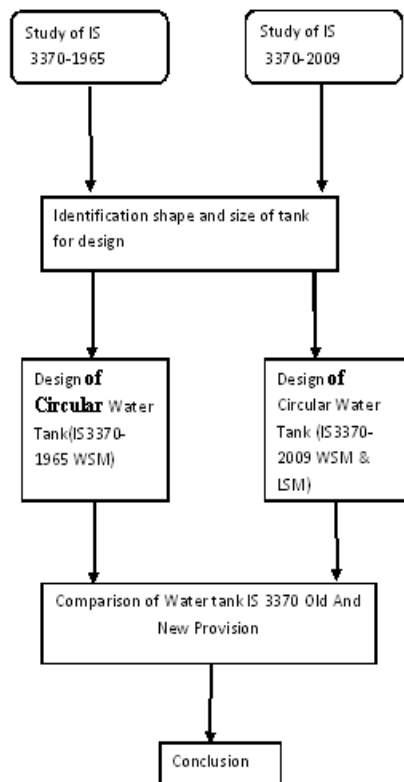 Study of IS
3370-1965
Study of IS
3370-2009
Identification shape and size of tank
for design
Design of
Circular Water
Tank(IS3370-
1965 WSM)
Design of
Circular Water
Tank (IS3370-
2009 WSM &
LSM)
Comparison of Water tank IS 3370 Old And
New Provision
Conclusion